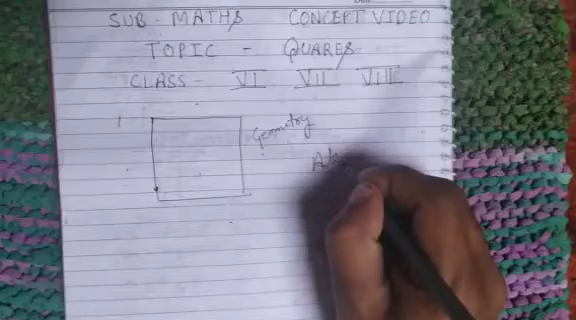 SUB - MATHS CONCEPT VIDEO
TOPIC - QUARES
CLASS - VI VII VIII
Geometry